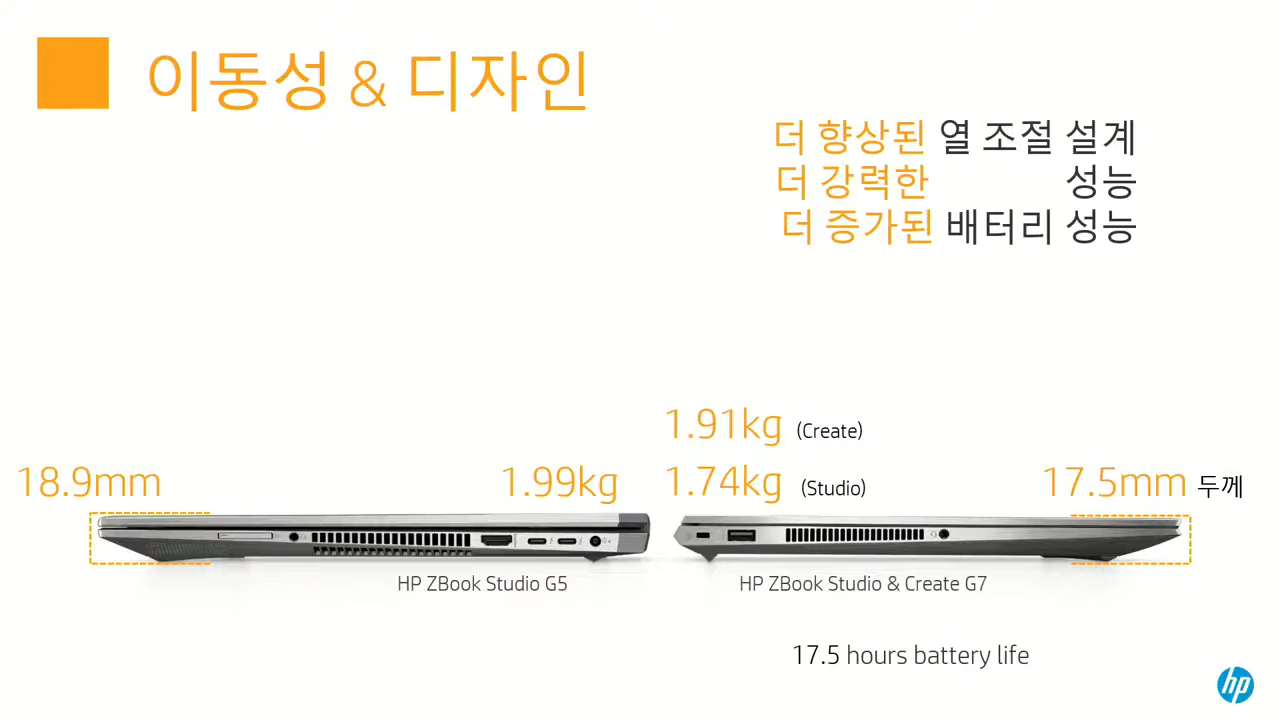 이동성 & 디자인
더 향상된 열 조절 설계
더 강력한 성능
더 증가된 배터리 성능
1.91kg (Create)
18.9mm
1.99kg
1.74kg (Studio)
17.5mm 두께
HP ZBook Studio G5
HP ZBook Studio & Create G7
17.5 hours battery life
hp